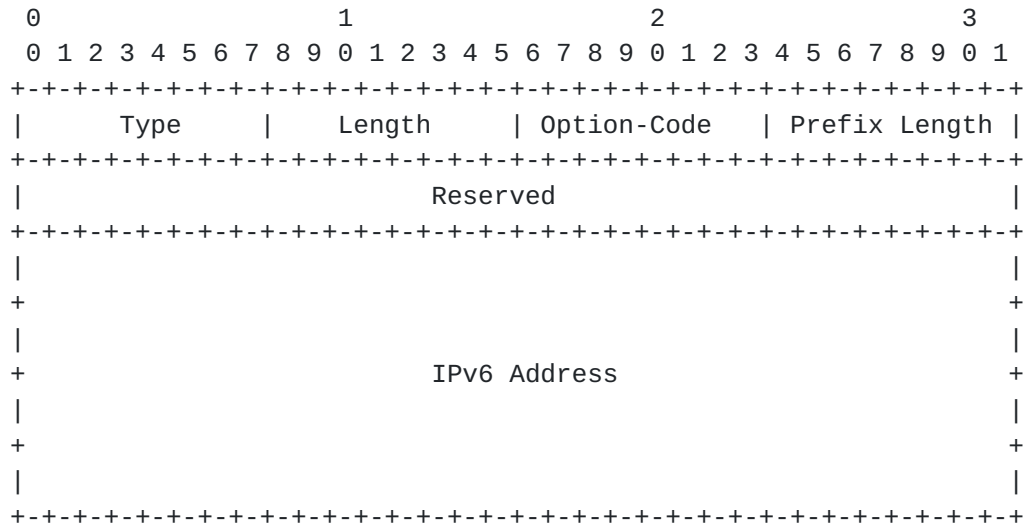 0                   1                   2                   3
 0 1 2 3 4 5 6 7 8 9 0 1 2 3 4 5 6 7 8 9 0 1 2 3 4 5 6 7 8 9 0 1
+-+-+-+-+-+-+-+-+-+-+-+-+-+-+-+-+-+-+-+-+-+-+-+-+-+-+-+-+-+-+-+-+
|      Type     |    Length     | Option-Code   | Prefix Length |
+-+-+-+-+-+-+-+-+-+-+-+-+-+-+-+-+-+-+-+-+-+-+-+-+-+-+-+-+-+-+-+-+
|                          Reserved                             |
+-+-+-+-+-+-+-+-+-+-+-+-+-+-+-+-+-+-+-+-+-+-+-+-+-+-+-+-+-+-+-+-+
|                                                               |
+                                                               +
|                                                               |
+                          IPv6 Address                         +
|                                                               |
+                                                               +
|                                                               |
+-+-+-+-+-+-+-+-+-+-+-+-+-+-+-+-+-+-+-+-+-+-+-+-+-+-+-+-+-+-+-+-+